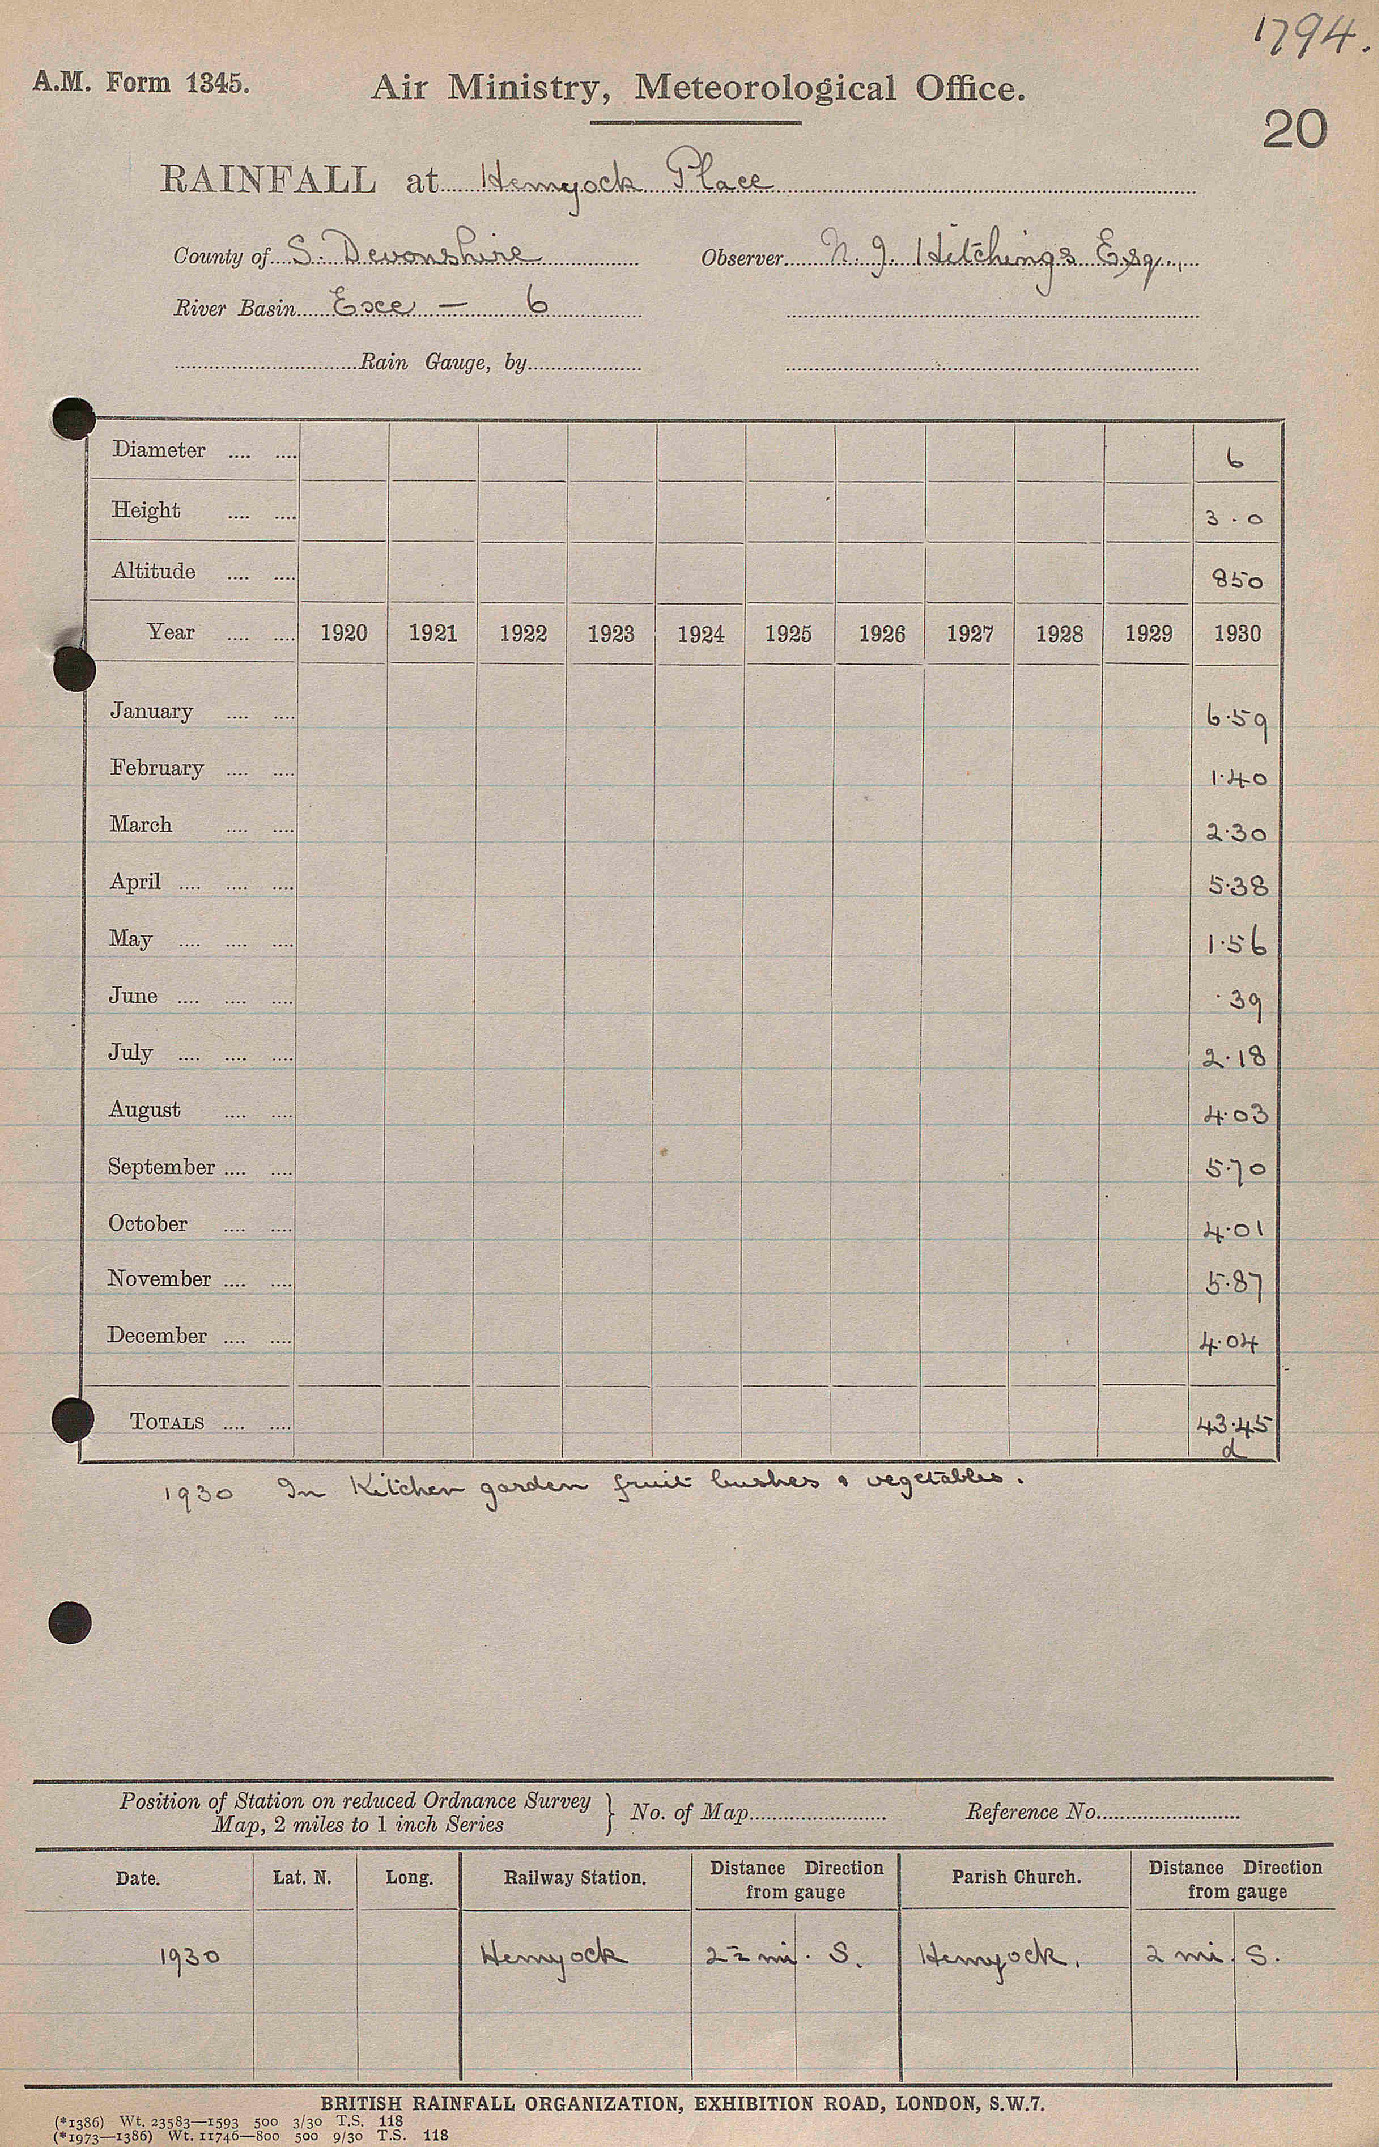 1794.
A.M. Form 1345. Air Ministry, Meteorological Office.
20
RAINFALL at Hemyock Place
County of S. Devonshire Observer N. J. Hitchings Esq.,
River Basin Exe — 6
Rain Gauge, by
Diameter .... .... 6
Height .... .... 3.0
Altitude .... .... 850
Year .... .... 1920 1921 1922 1923 1924 1925 1926 1927 1928 1929 1930
January .... .... 6.59
February .... .... 1.40
March .... .... 2.30
April .... .... .... 5.38
May .... .... .... 1.56
June .... .... .... .39
July .... .... .... 2.18
August .... .... 4.03
September .... .... 5.70
October .... .... 4.01
November .... .... 5.87
December .... .... 4.04
TOTALS .... .... 43.45
d
1930 In Kitchen garden fruit bushes & vegetables.
Position of Station on reduced Ordnance Survey } No. of Map Reference No.
Map, 2 miles to 1 inch Series
Date. Lat. N. Long. Railway Station. Distance Direction from gauge Parish Church. Distance Direction from gauge
1930 Hemyock 2½ mi. S. Hemyock. 2 mi. S.
BRITISH RAINFALL ORGANIZATION, EXHIBITION ROAD, LONDON, S.W.7.
(*1386) Wt. 23583—1593 500 3/30 T.S. 118
(*1973—1386) Wt. 11746—800 500 9/30 T.S. 118